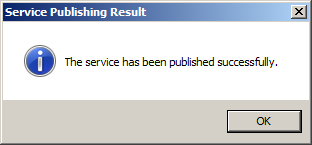 Service Publishing Result
The service has been published successfully.
OK